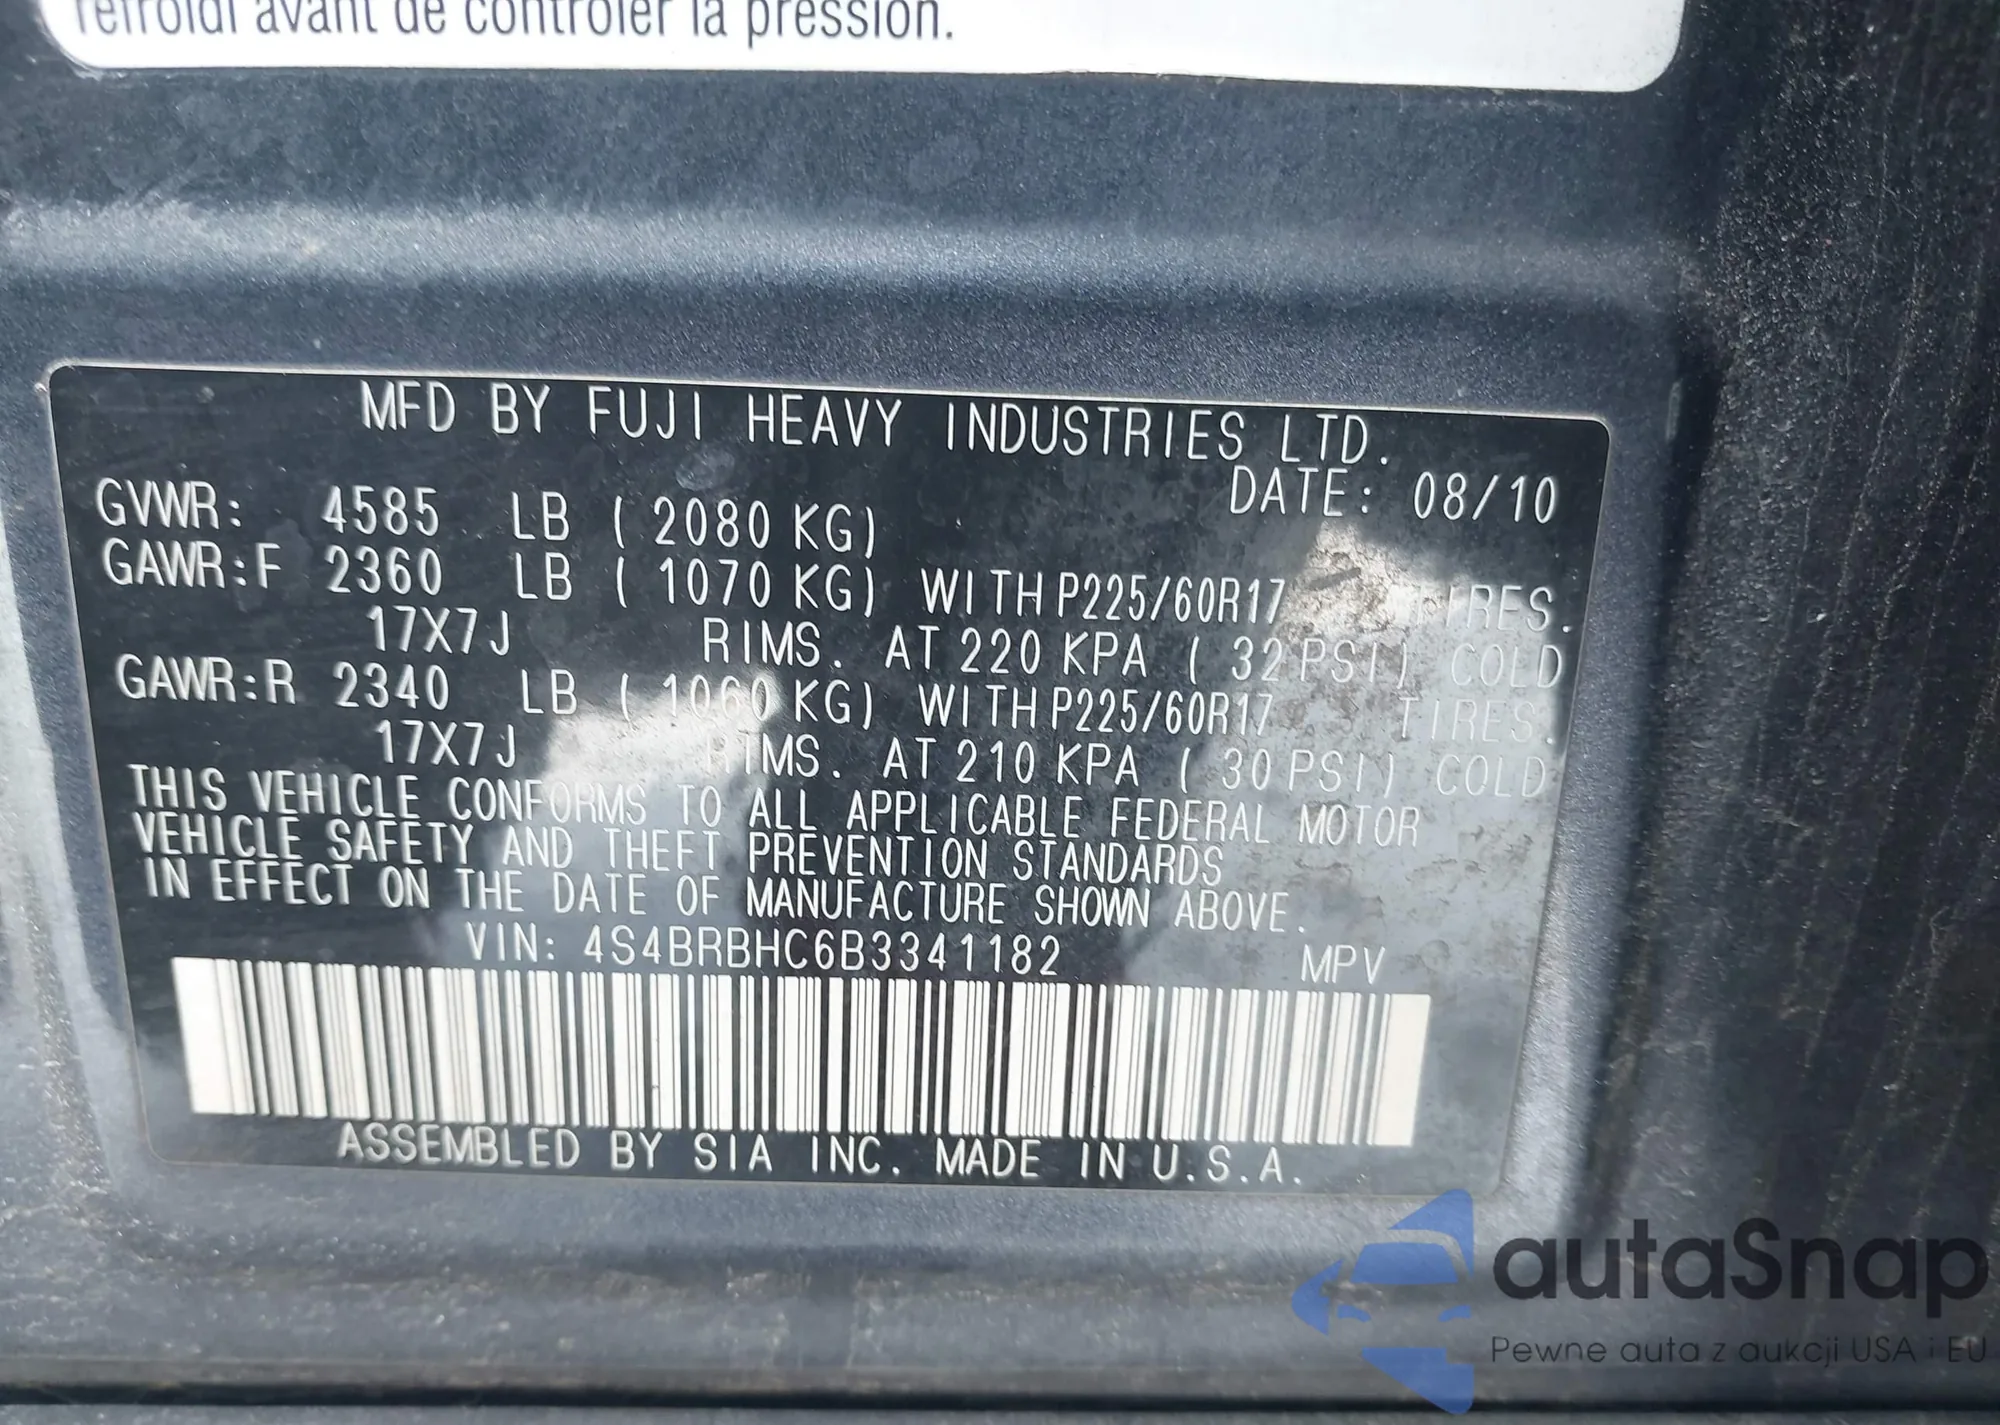 refroidi avant de contrôler la pression.
MFD BY FUJI HEAVY INDUSTRIES LTD.
DATE: 08/10
GVWR: 4585 LB ( 2080 KG)
GAWR:F 2360 LB ( 1070 KG) WITH P225/60R17 TIRES.
17X7J RIMS. AT 220 KPA ( 32 PSI) COLD
GAWR:R 2340 LB ( 1060 KG) WITH P225/60R17 TIRES.
17X7J RIMS. AT 210 KPA ( 30 PSI) COLD
THIS VEHICLE CONFORMS TO ALL APPLICABLE FEDERAL MOTOR
VEHICLE SAFETY AND THEFT PREVENTION STANDARDS
IN EFFECT ON THE DATE OF MANUFACTURE SHOWN ABOVE.
VIN: 4S4BRBHC6B3341182 MPV
ASSEMBLED BY SIA INC. MADE IN U.S.A.
autaSnap
Pewne auta z aukcji USA i EU